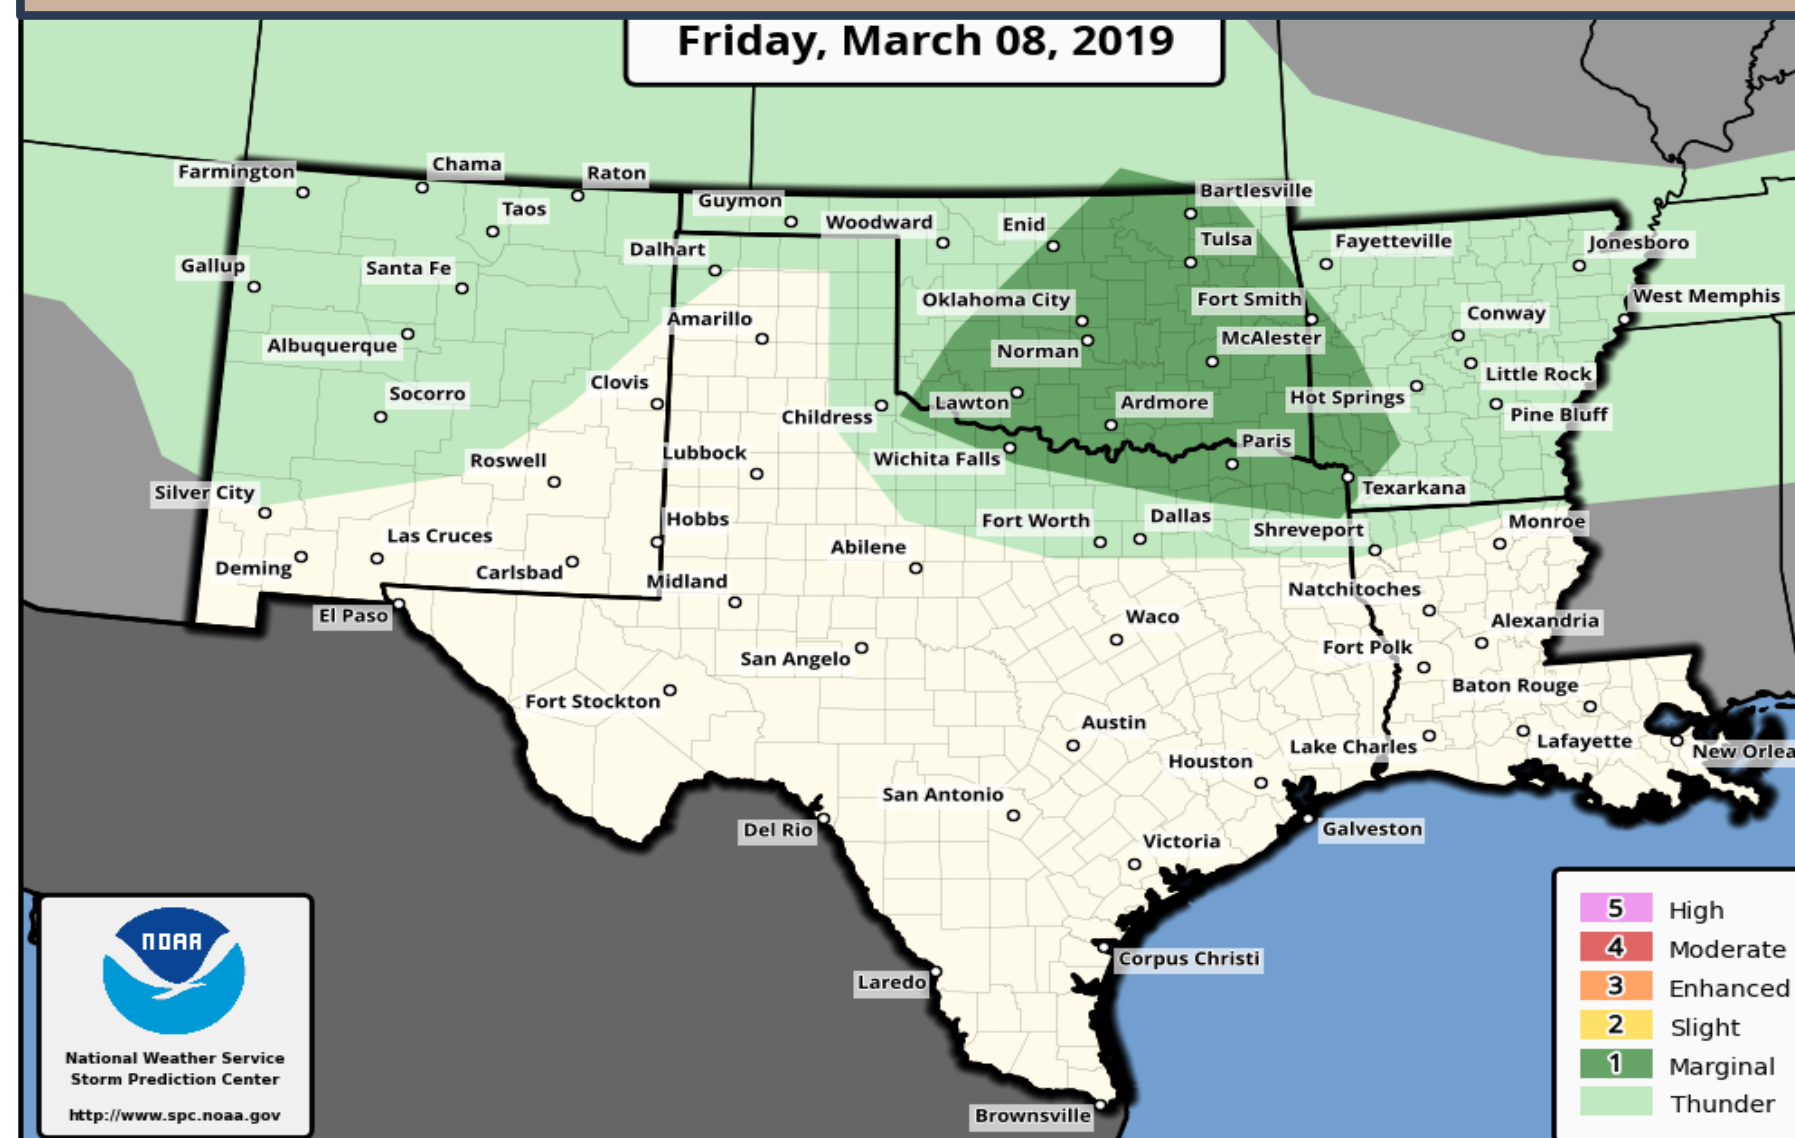 Friday, March 08, 2019
Chama
Farmington
Raton
Bartlesville
Guymon
Taos
Woodward
Enid
Tulsa
Fayetteville
Jonesboro
Dalhart
Gallup
Santa Fe
Oklahoma City
Fort Smith
West Memphis
Amarillo
Conway
Albuquerque
Norman
McAlester
Little Rock
Clovis
Socorro
Hot Springs
Lawton
Ardmore
Childress
Pine Bluff
Paris
Lubbock
Roswell
Wichita Falls
Texarkana
Silver City
Hobbs
Fort Worth
Dallas
Monroe
Shreveport
Las Cruces
Abilene
Deming
Carlsbad
Midland
Natchitoches
El Paso
Waco
Alexandria
Fort Polk
San Angelo
Baton Rouge
Fort Stockton
Austin
Lake Charles
Lafayette
New Orlea
Houston
San Antonio
Del Rio
Galveston
Victoria
Corpus Christi
Laredo
Brownsville
NOAA
National Weather Service
Storm Prediction Center
http://www.spc.noaa.gov
5 High
4 Moderate
3 Enhanced
2 Slight
1 Marginal
Thunder